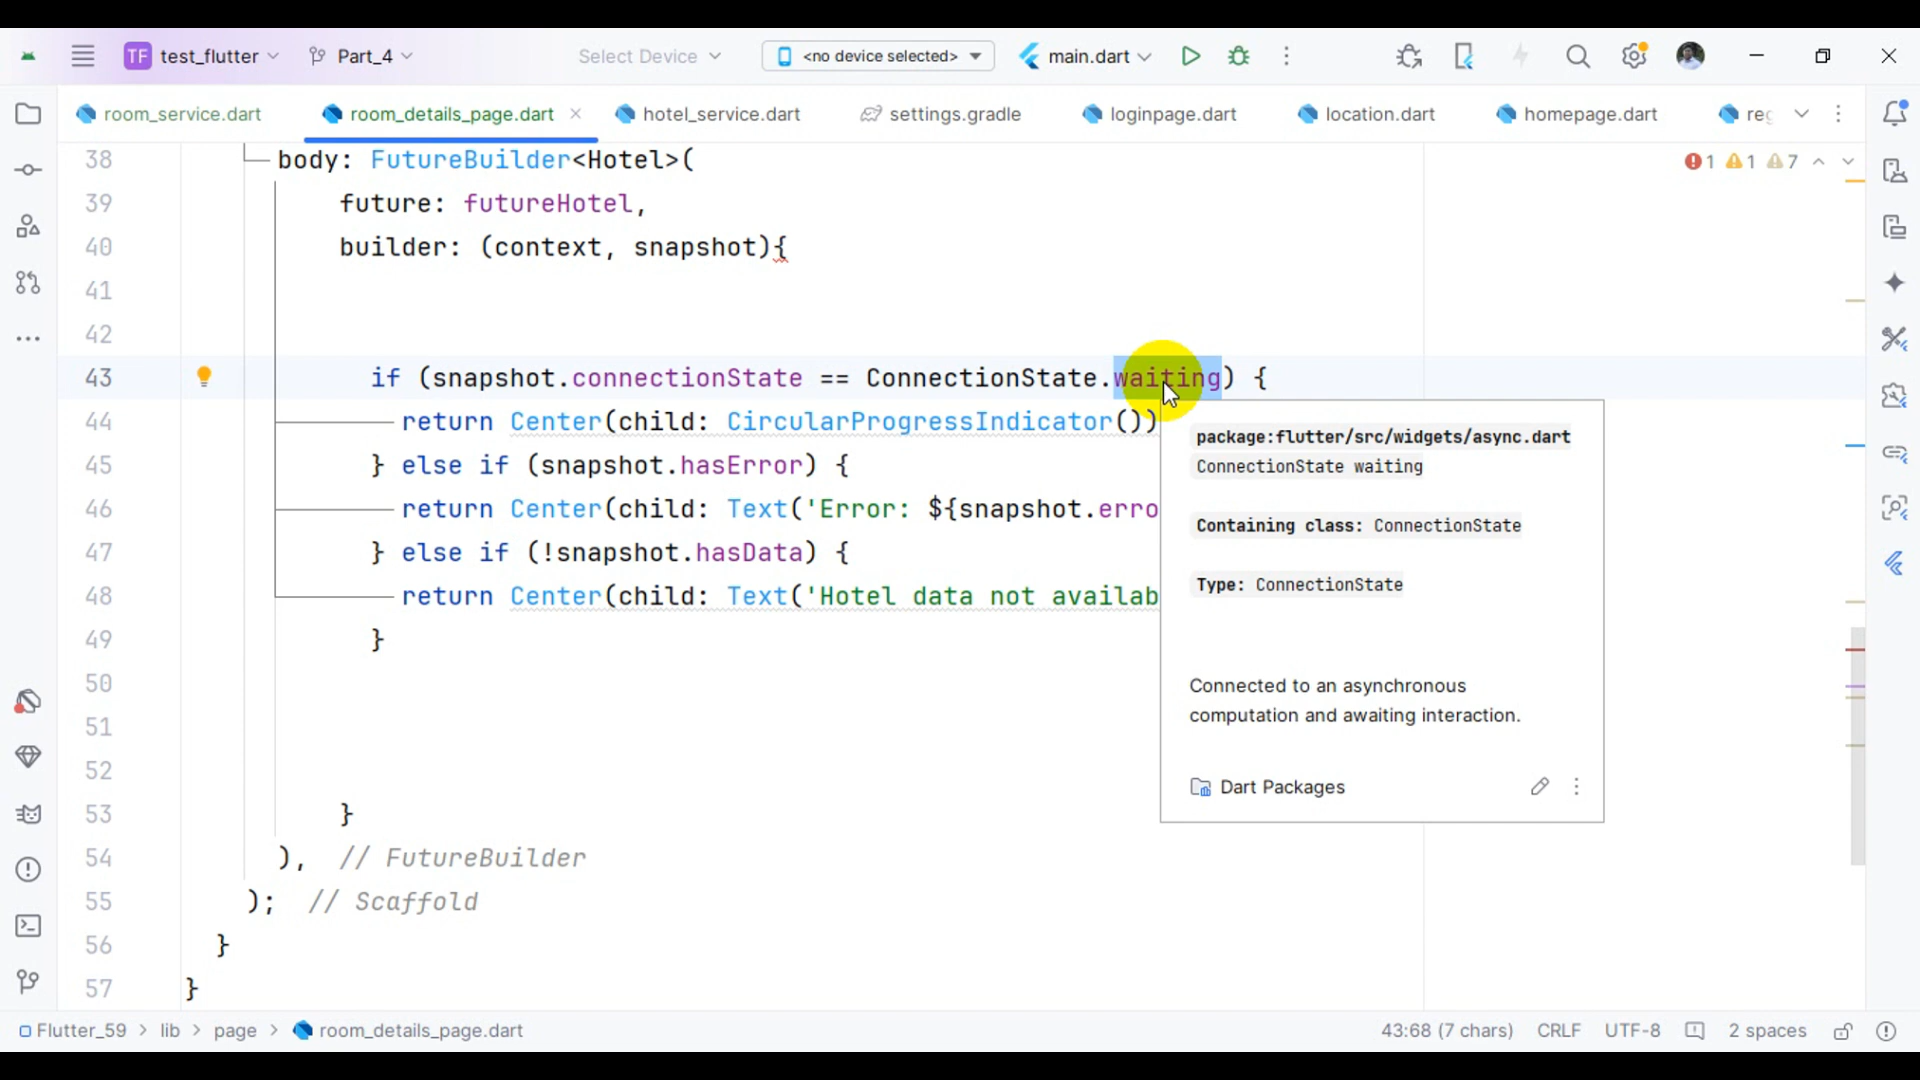 TF test_flutter Part_4 Select Device <no device selected> main.dart
room_service.dart room_details_page.dart hotel_service.dart settings.gradle loginpage.dart location.dart homepage.dart reg
38 body: FutureBuilder<Hotel>( 1 1 7
39 future: futureHotel,
40 builder: (context, snapshot){
41
42
43 if (snapshot.connectionState == ConnectionState.waiting) {
44 return Center(child: CircularProgressIndicator())
45 } else if (snapshot.hasError) {
46 return Center(child: Text('Error: ${snapshot.erro
47 } else if (!snapshot.hasData) {
48 return Center(child: Text('Hotel data not availab
49 }
50
51
52
53 }
54 ), // FutureBuilder
55 ); // Scaffold
56 }
57 }
package:flutter/src/widgets/async.dart
ConnectionState waiting
Containing class: ConnectionState
Type: ConnectionState
Connected to an asynchronous
computation and awaiting interaction.
Dart Packages
Flutter_59 > lib > page > room_details_page.dart 43:68 (7 chars) CRLF UTF-8 2 spaces